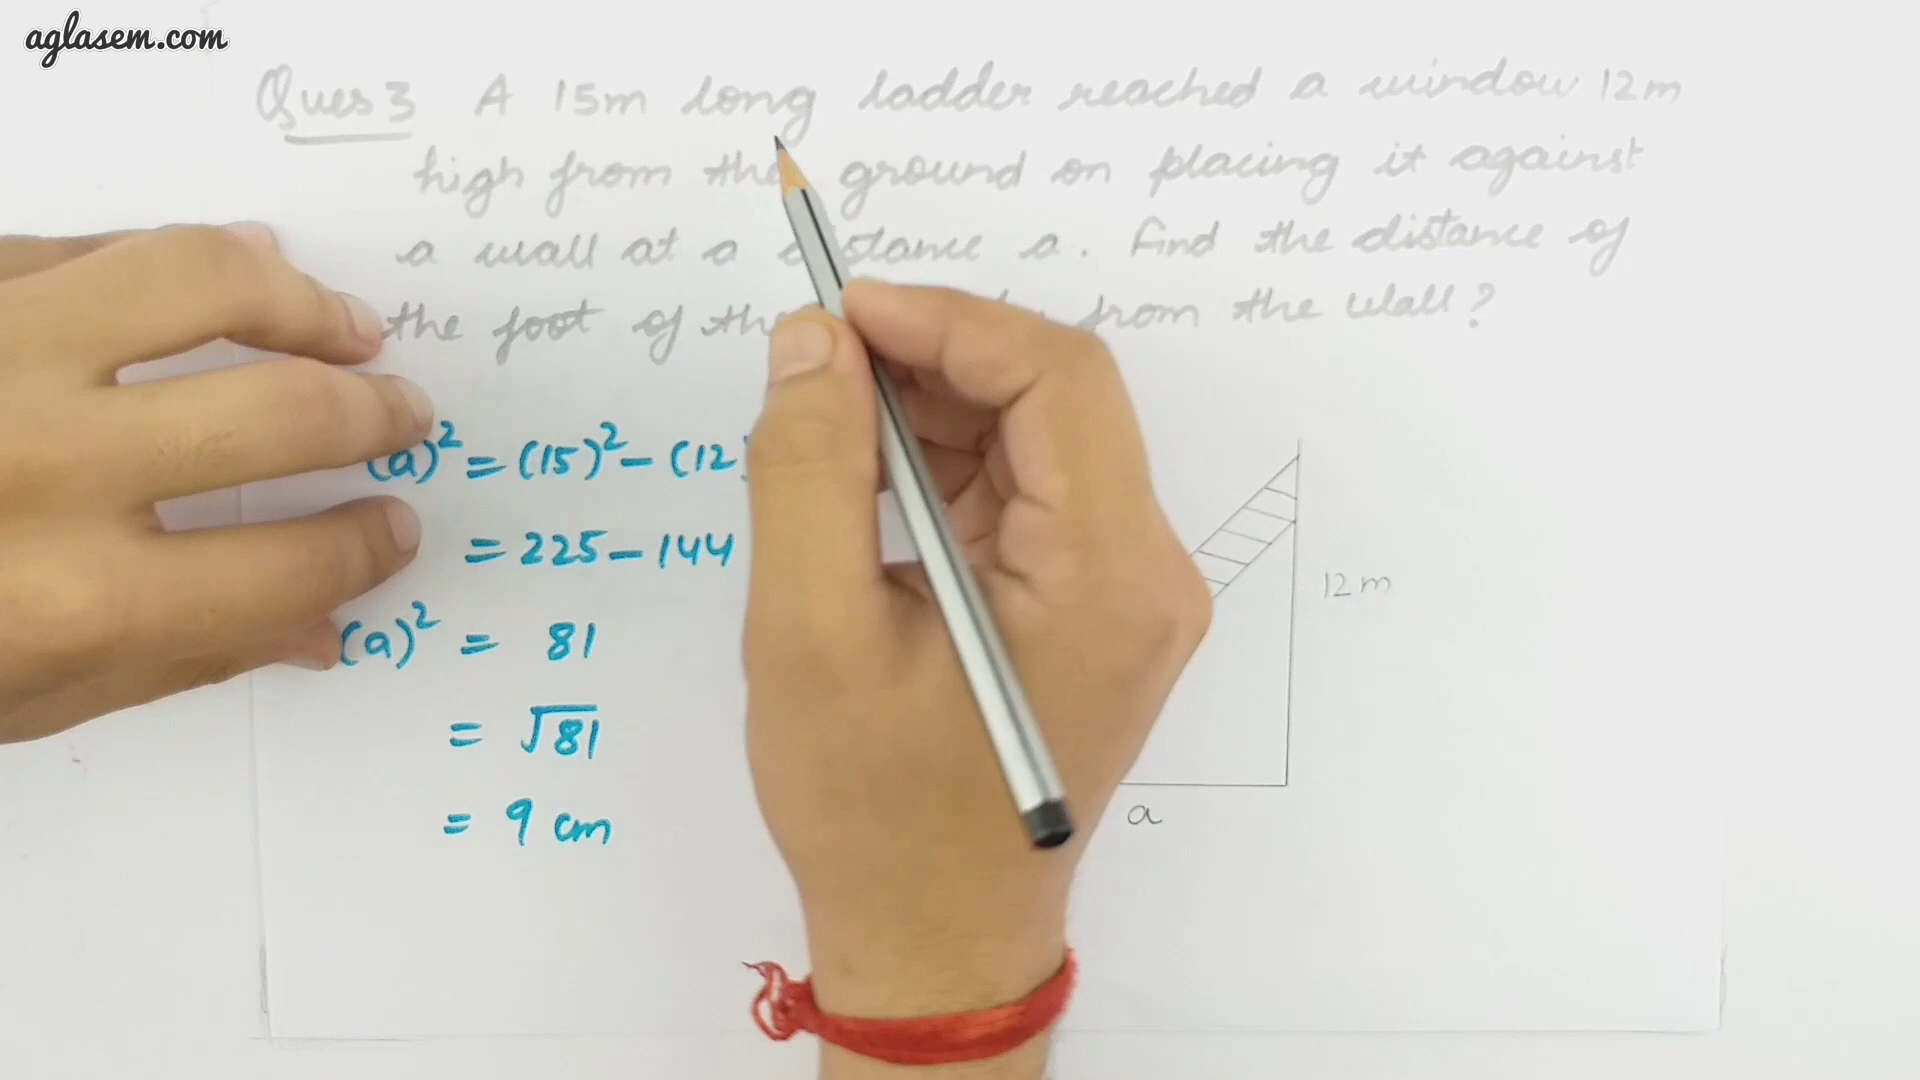 aglasem.com
Ques 3 A 15m long ladder reached a window 12m
high from the ground on placing it against
a wall at a distance a. Find the distance of
the foot of the from the wall?
(a)² = (15)² - (12)
= 225 - 144
(a)² = 81
= √81
= 9 cm
12m
a